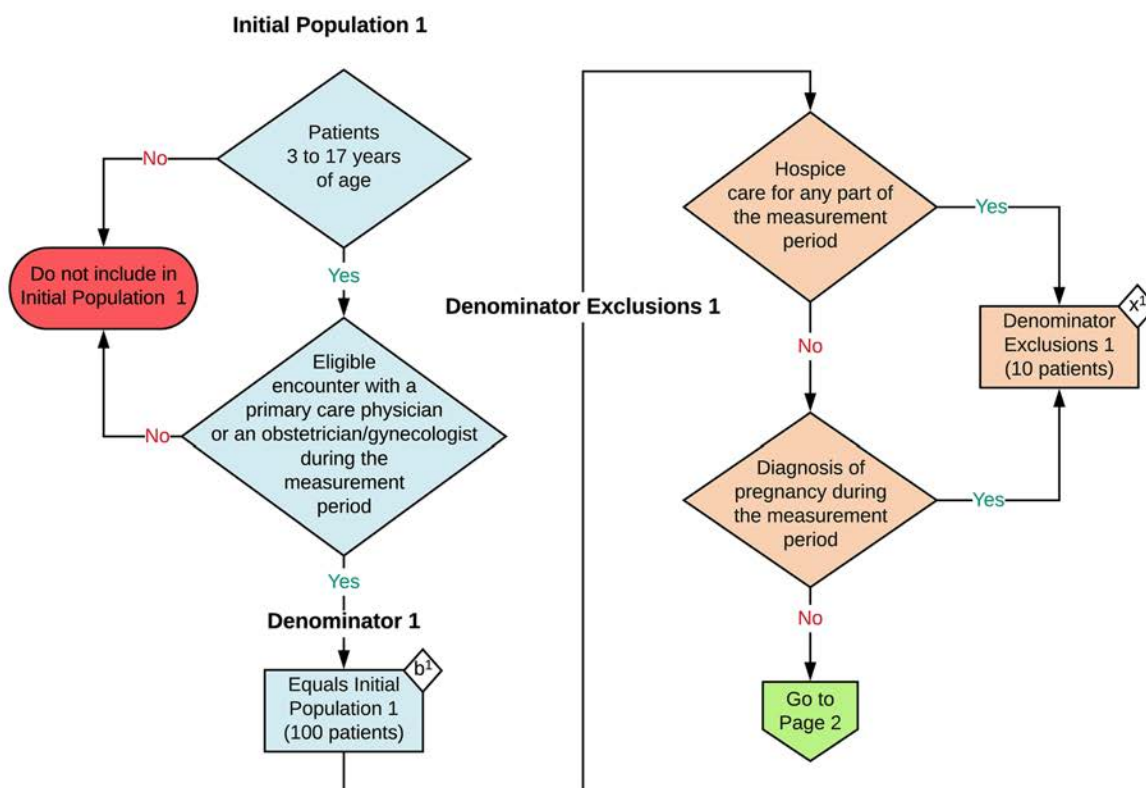 Initial Population 1
Patients
3 to 17 years
of age
No
Yes
Do not include in
Initial Population 1
Eligible
encounter with a
primary care physician
or an obstetrician/gynecologist
during the
measurement
period
No
Yes
Denominator 1
b¹
Equals Initial
Population 1
(100 patients)
Denominator Exclusions 1
Hospice
care for any part of
the measurement
period
Yes
No
x¹
Denominator
Exclusions 1
(10 patients)
Diagnosis of
pregnancy during
the measurement
period
Yes
No
Go to
Page 2